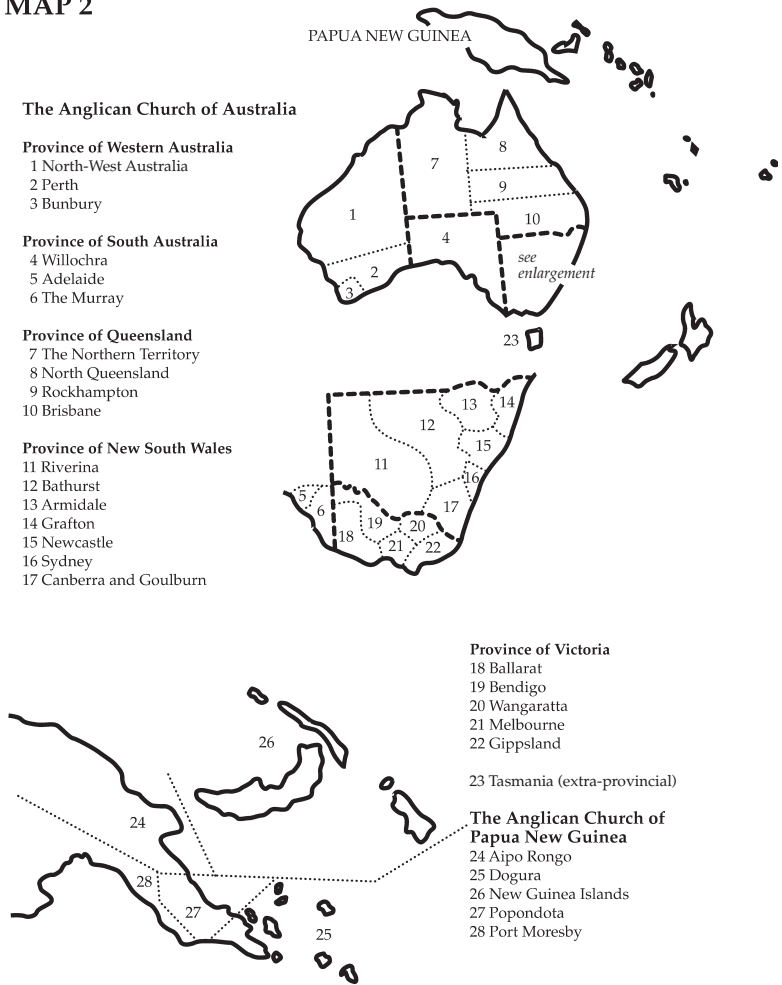 MAP 2
PAPUA NEW GUINEA
The Anglican Church of Australia
Province of Western Australia
1 North-West Australia
2 Perth
3 Bunbury
Province of South Australia
4 Willochra
5 Adelaide
6 The Murray
Province of Queensland
7 The Northern Territory
8 North Queensland
9 Rockhampton
10 Brisbane
Province of New South Wales
11 Riverina
12 Bathurst
13 Armidale
14 Grafton
15 Newcastle
16 Sydney
17 Canberra and Goulburn
7
8
9
1
10
4
see
enlargement
2
3
23
13
14
12
15
11
16
5
17
6
19
20
18
21
22
Province of Victoria
18 Ballarat
19 Bendigo
20 Wangaratta
21 Melbourne
22 Gippsland
23 Tasmania (extra-provincial)
The Anglican Church of
Papua New Guinea
24 Aipo Rongo
25 Dogura
26 New Guinea Islands
27 Popondota
28 Port Moresby
26
24
28
27
25